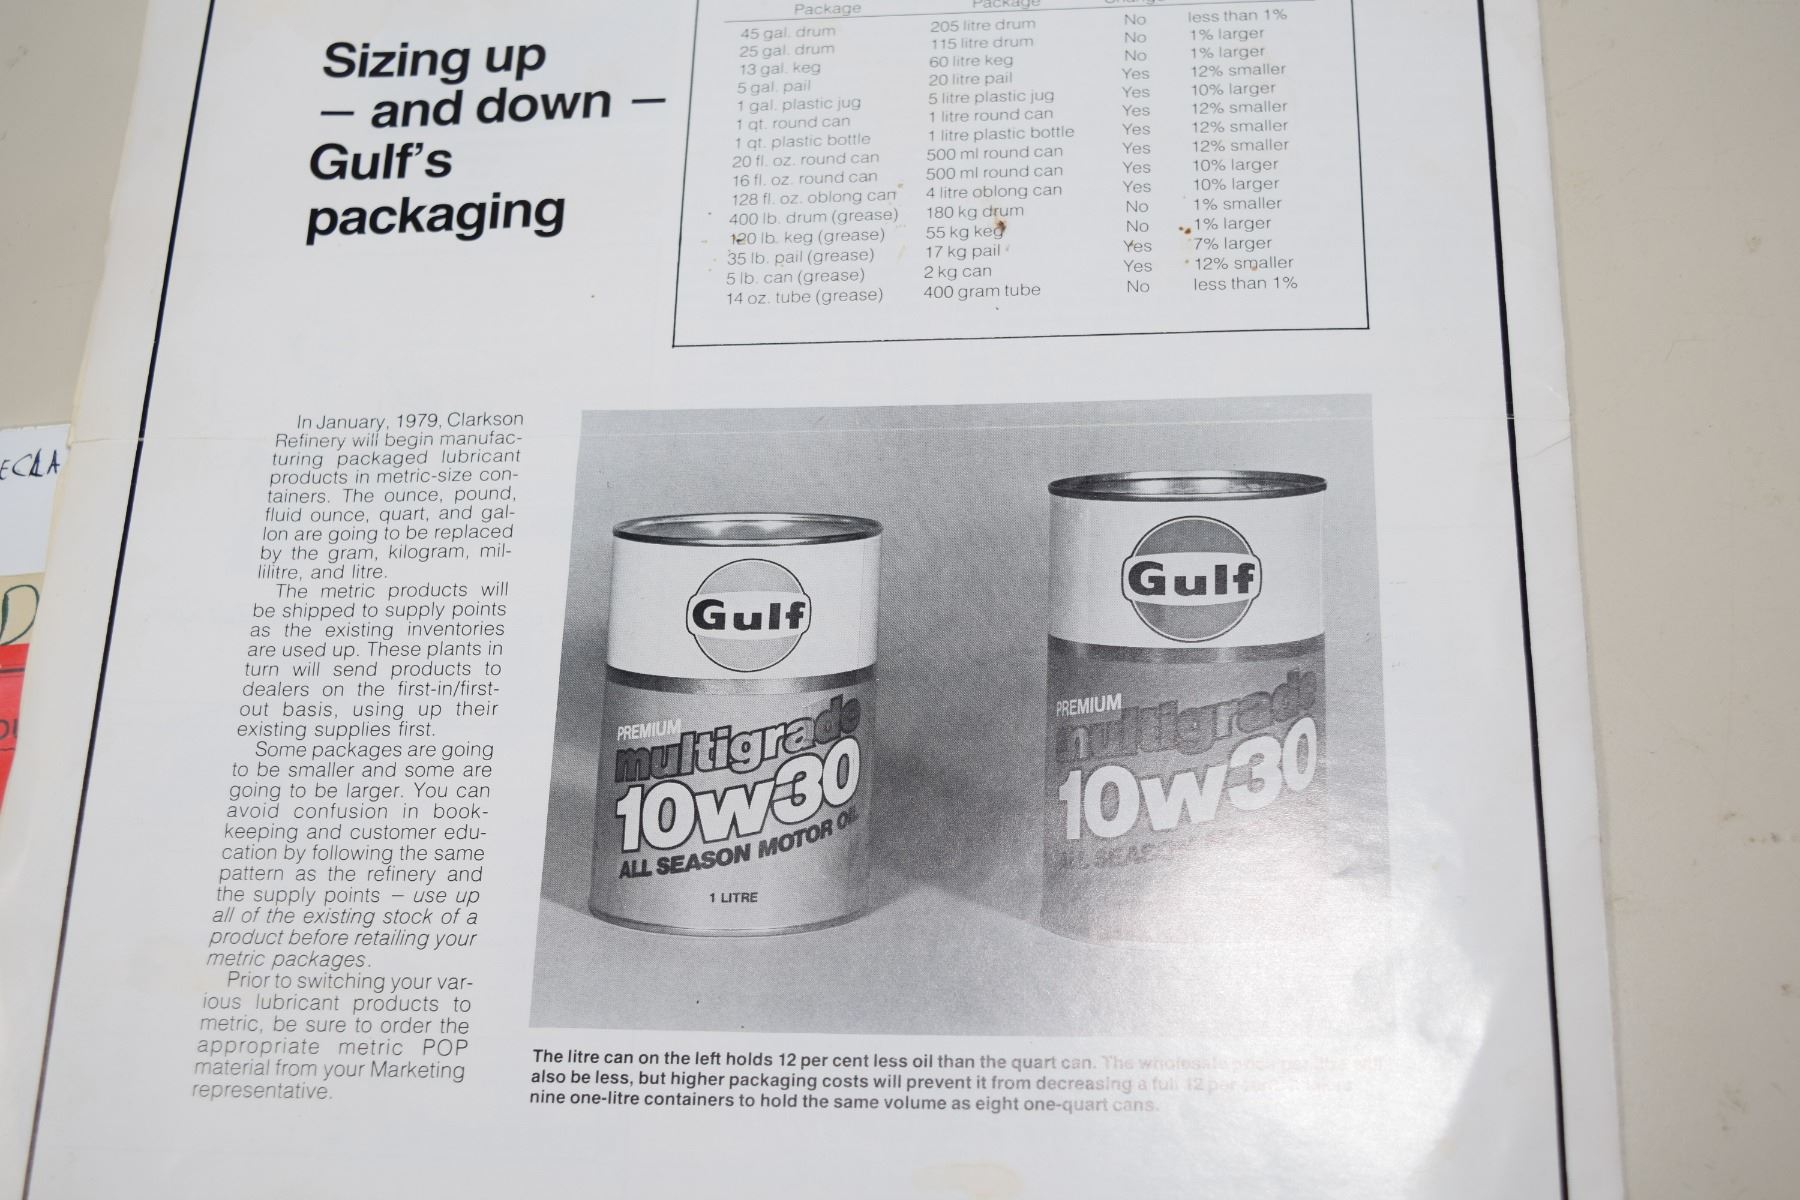 Sizing up
– and down –
Gulf's
packaging
Package Package
45 gal. drum 205 litre drum No less than 1%
25 gal. drum 115 litre drum No 1% larger
13 gal. keg 60 litre keg No 1% larger
5 gal. pail 20 litre pail Yes 12% smaller
1 gal. plastic jug 5 litre plastic jug Yes 10% larger
1 qt. round can 1 litre round can Yes 12% smaller
1 qt. plastic bottle 1 litre plastic bottle Yes 12% smaller
20 fl. oz. round can 500 ml round can Yes 12% smaller
16 fl. oz. round can 500 ml round can Yes 10% larger
128 fl. oz. oblong can 4 litre oblong can Yes 10% larger
400 lb. drum (grease) 180 kg drum No 1% smaller
120 lb. keg (grease) 55 kg keg No 1% larger
35 lb. pail (grease) 17 kg pail Yes 7% larger
5 lb. can (grease) 2 kg can Yes 12% smaller
14 oz. tube (grease) 400 gram tube No less than 1%
In January, 1979, Clarkson
Refinery will begin manufac-
turing packaged lubricant
products in metric-size con-
tainers. The ounce, pound,
fluid ounce, quart, and gal-
lon are going to be replaced
by the gram, kilogram, mil-
lilitre, and litre.
The metric products will
be shipped to supply points
as the existing inventories
are used up. These plants in
turn will send products to
dealers on the first-in/first-
out basis, using up their
existing supplies first.
Some packages are going
to be smaller and some are
going to be larger. You can
avoid confusion in book-
keeping and customer edu-
cation by following the same
pattern as the refinery and
the supply points – use up
all of the existing stock of a
product before retailing your
metric packages.
Prior to switching your var-
ious lubricant products to
metric, be sure to order the
appropriate metric POP
material from your Marketing
representative.
Gulf
PREMIUM
multigrade
10w30
ALL SEASON MOTOR OIL
1 LITRE
Gulf
PREMIUM
multigrade
10w30
ALL SEAS
The litre can on the left holds 12 per cent less oil than the quart can. The wholesale price per litre will
also be less, but higher packaging costs will prevent it from decreasing a full 12 per
nine one-litre containers to hold the same volume as eight one-quart cans.
ECLA